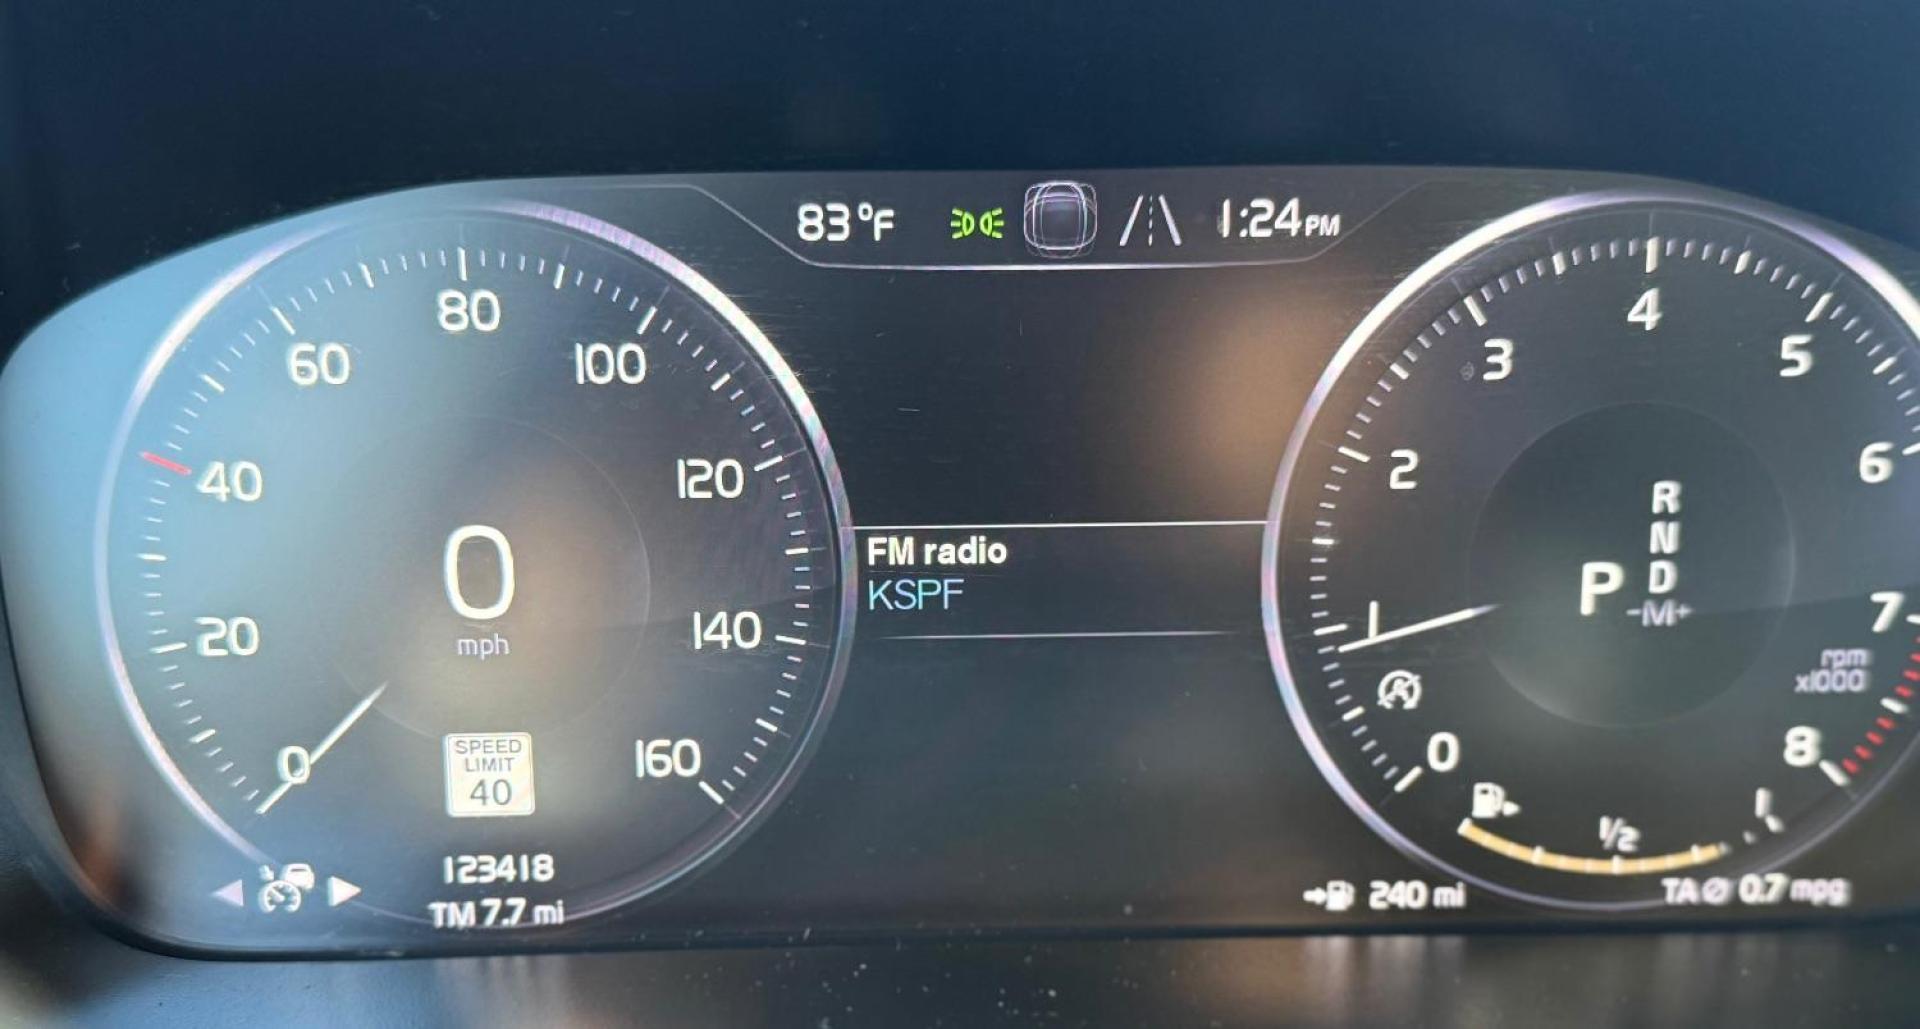 83°F 1:24PM
0
20
40
60
80
100
120
140
160
0
mph
SPEED
LIMIT
40
123418
TM 7.7 mi
FM radio
KSPF
0
1
2
3
4
5
6
7
8
rpm
x1000
R
N
D
P
-M+
A
1/2
1
240 mi
TA Ø 0.7 mpg